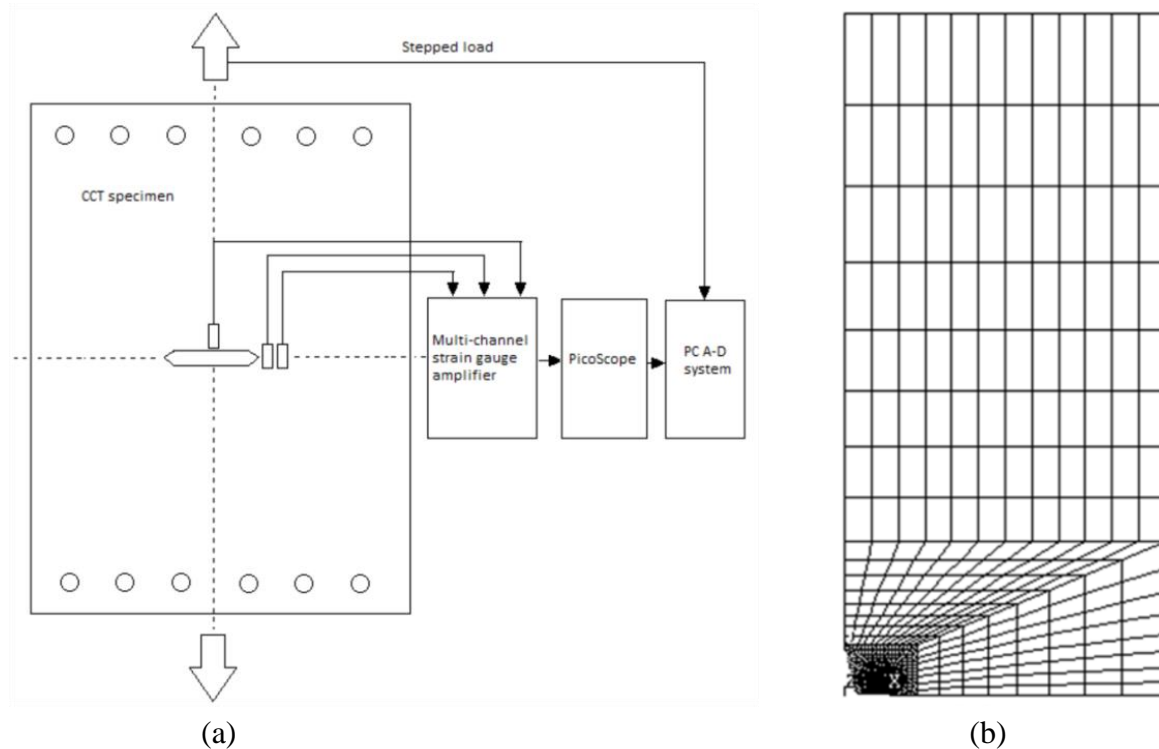 Stepped load
CCT specimen
Multi-channel
strain gauge
amplifier
PicoScope
PC A-D
system
(a)
(b)